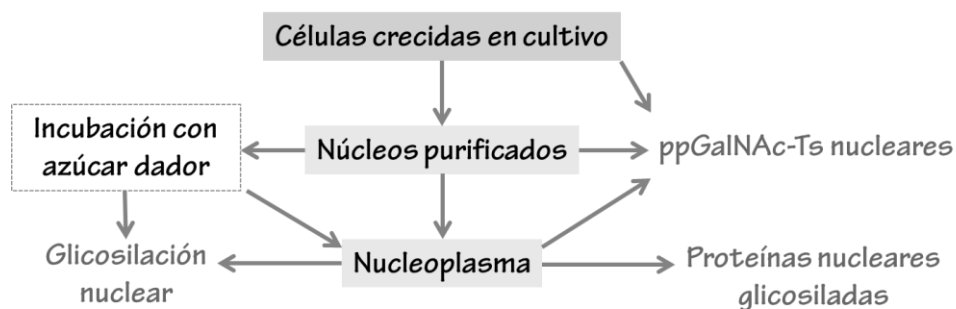 Células crecidas en cultivo
Incubación con
azúcar dador
Núcleos purificados
ppGalNAc-Ts nucleares
Glicosilación
nuclear
Nucleoplasma
Proteínas nucleares
glicosiladas